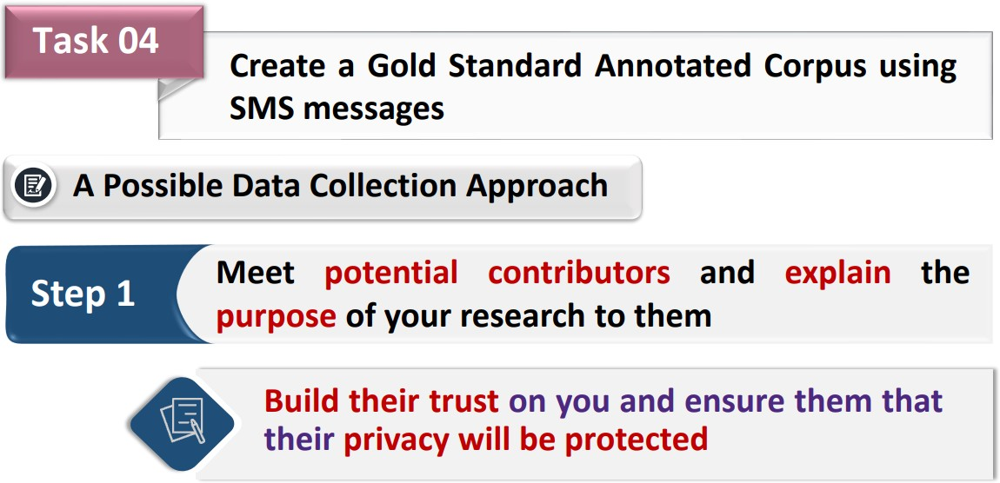 Task 04
Create a Gold Standard Annotated Corpus using
SMS messages
A Possible Data Collection Approach
Step 1
Meet potential contributors and explain the
purpose of your research to them
Build their trust on you and ensure them that
their privacy will be protected